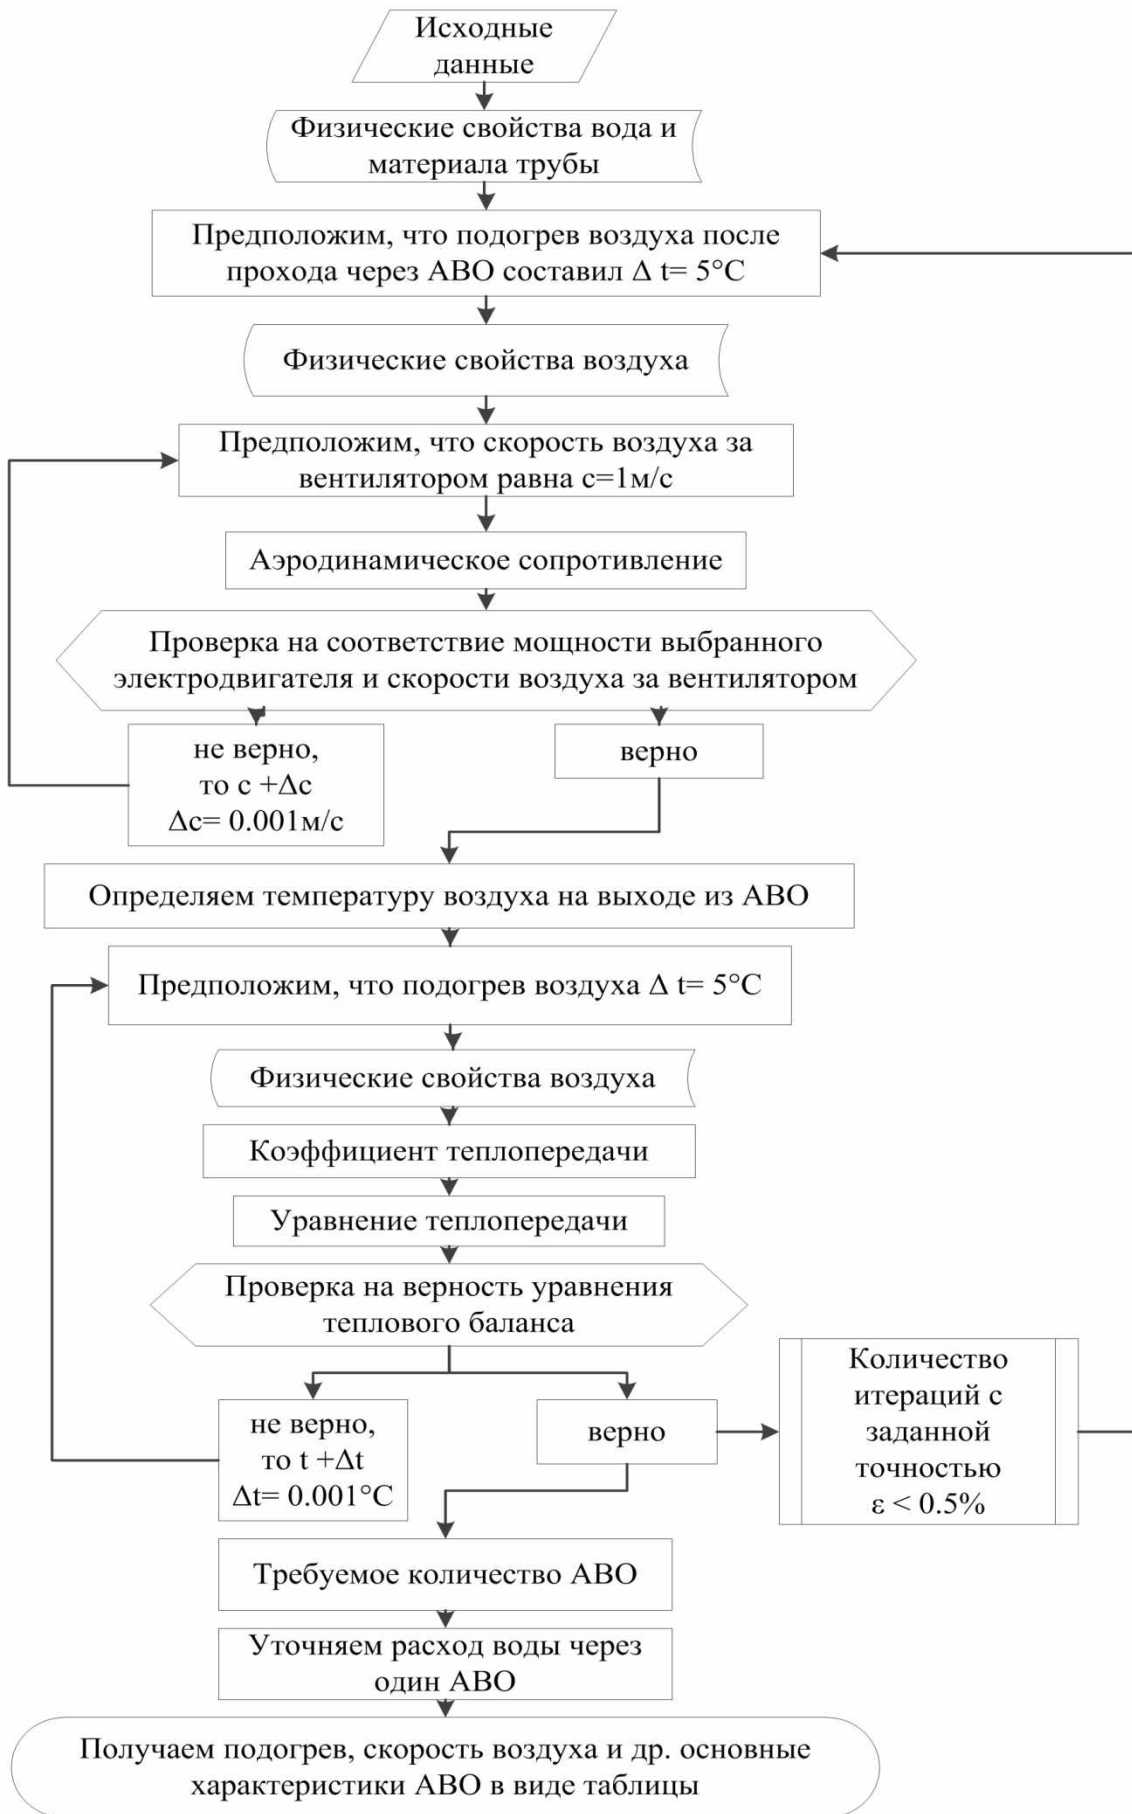 Исходные
данные
Физические свойства вода и
материала трубы
Предположим, что подогрев воздуха после
прохода через АВО составил Δ t= 5°C
Физические свойства воздуха
Предположим, что скорость воздуха за
вентилятором равна с=1м/с
Аэродинамическое сопротивление
Проверка на соответствие мощности выбранного
электродвигателя и скорости воздуха за вентилятором
не верно,
то с +Δс
Δс= 0.001м/с
верно
Определяем температуру воздуха на выходе из АВО
Предположим, что подогрев воздуха Δ t= 5°C
Физические свойства воздуха
Коэффициент теплопередачи
Уравнение теплопередачи
Проверка на верность уравнения
теплового баланса
не верно,
то t +Δt
Δt= 0.001°C
верно
Количество
итераций с
заданной
точностью
ε < 0.5%
Требуемое количество АВО
Уточняем расход воды через
один АВО
Получаем подогрев, скорость воздуха и др. основные
характеристики АВО в виде таблицы